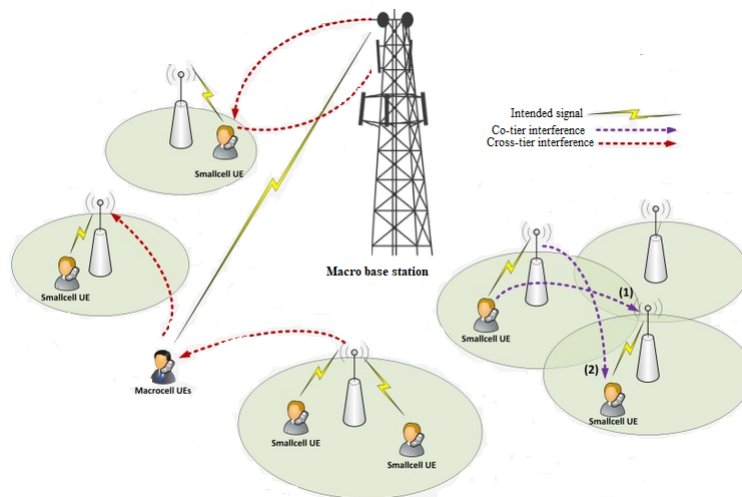 Intended signal
Co-tier interference
Cross-tier interference
Smallcell UE
Macro base station
Smallcell UE
(1)
Smallcell UE
(2)
Macrocell UEs
Smallcell UE
Smallcell UE
Smallcell UE